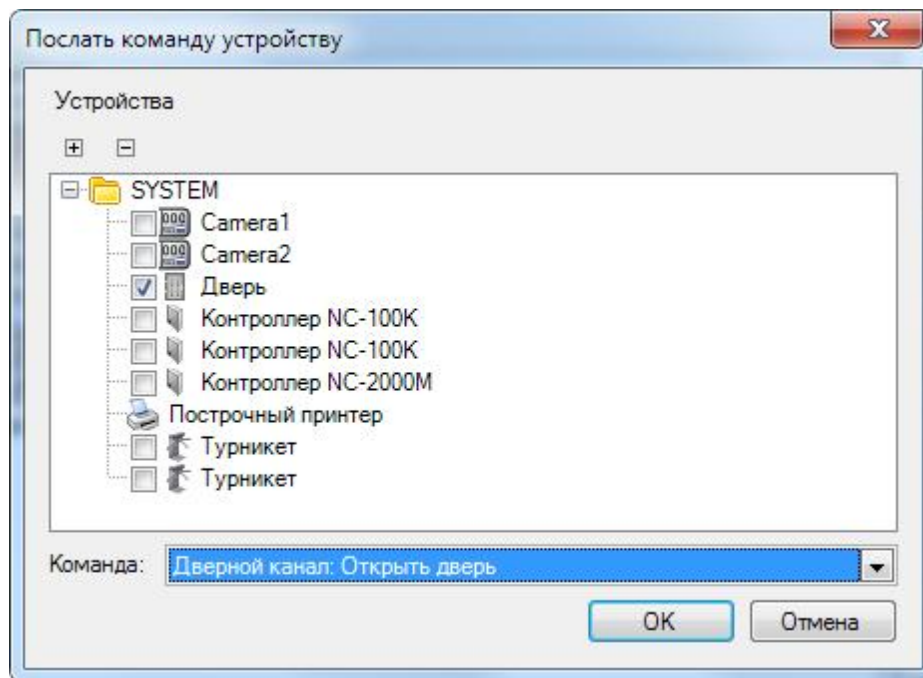 Послать команду устройству
Устройства
SYSTEM
Camera1
Camera2
Дверь
Контроллер NC-100K
Контроллер NC-100K
Контроллер NC-2000M
Построчный принтер
Турникет
Турникет
Команда: Дверной канал: Открыть дверь
OK Отмена